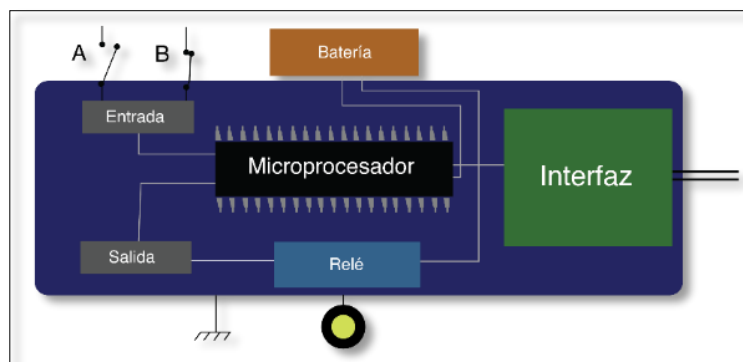 A
B
Batería
Entrada
Microprocesador
Interfaz
Salida
Relé